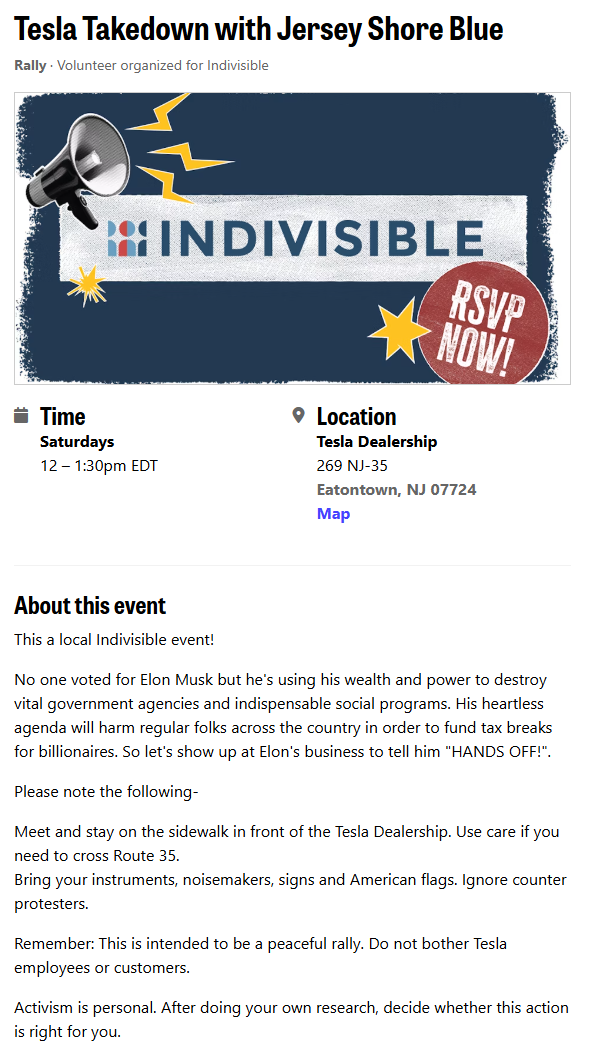 Tesla Takedown with Jersey Shore Blue
Rally · Volunteer organized for Indivisible
INDIVISIBLE
RSVP
NOW!
Time
Saturdays
12 – 1:30pm EDT
Location
Tesla Dealership
269 NJ-35
Eatontown, NJ 07724
Map
About this event
This a local Indivisible event!
No one voted for Elon Musk but he's using his wealth and power to destroy
vital government agencies and indispensable social programs. His heartless
agenda will harm regular folks across the country in order to fund tax breaks
for billionaires. So let's show up at Elon's business to tell him "HANDS OFF!".
Please note the following-
Meet and stay on the sidewalk in front of the Tesla Dealership. Use care if you
need to cross Route 35.
Bring your instruments, noisemakers, signs and American flags. Ignore counter
protesters.
Remember: This is intended to be a peaceful rally. Do not bother Tesla
employees or customers.
Activism is personal. After doing your own research, decide whether this action
is right for you.